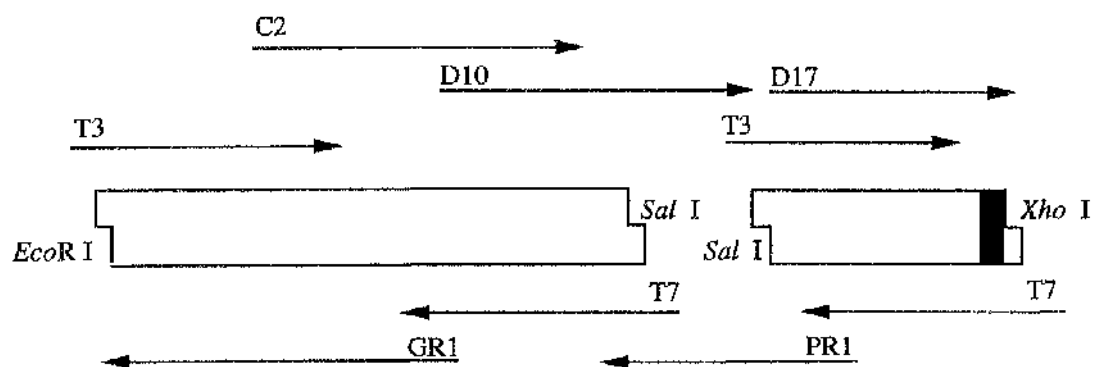 C2
D10 D17
T3 T3
Sal I Xho I
EcoR I Sal I
T7 T7
GR1 PR1